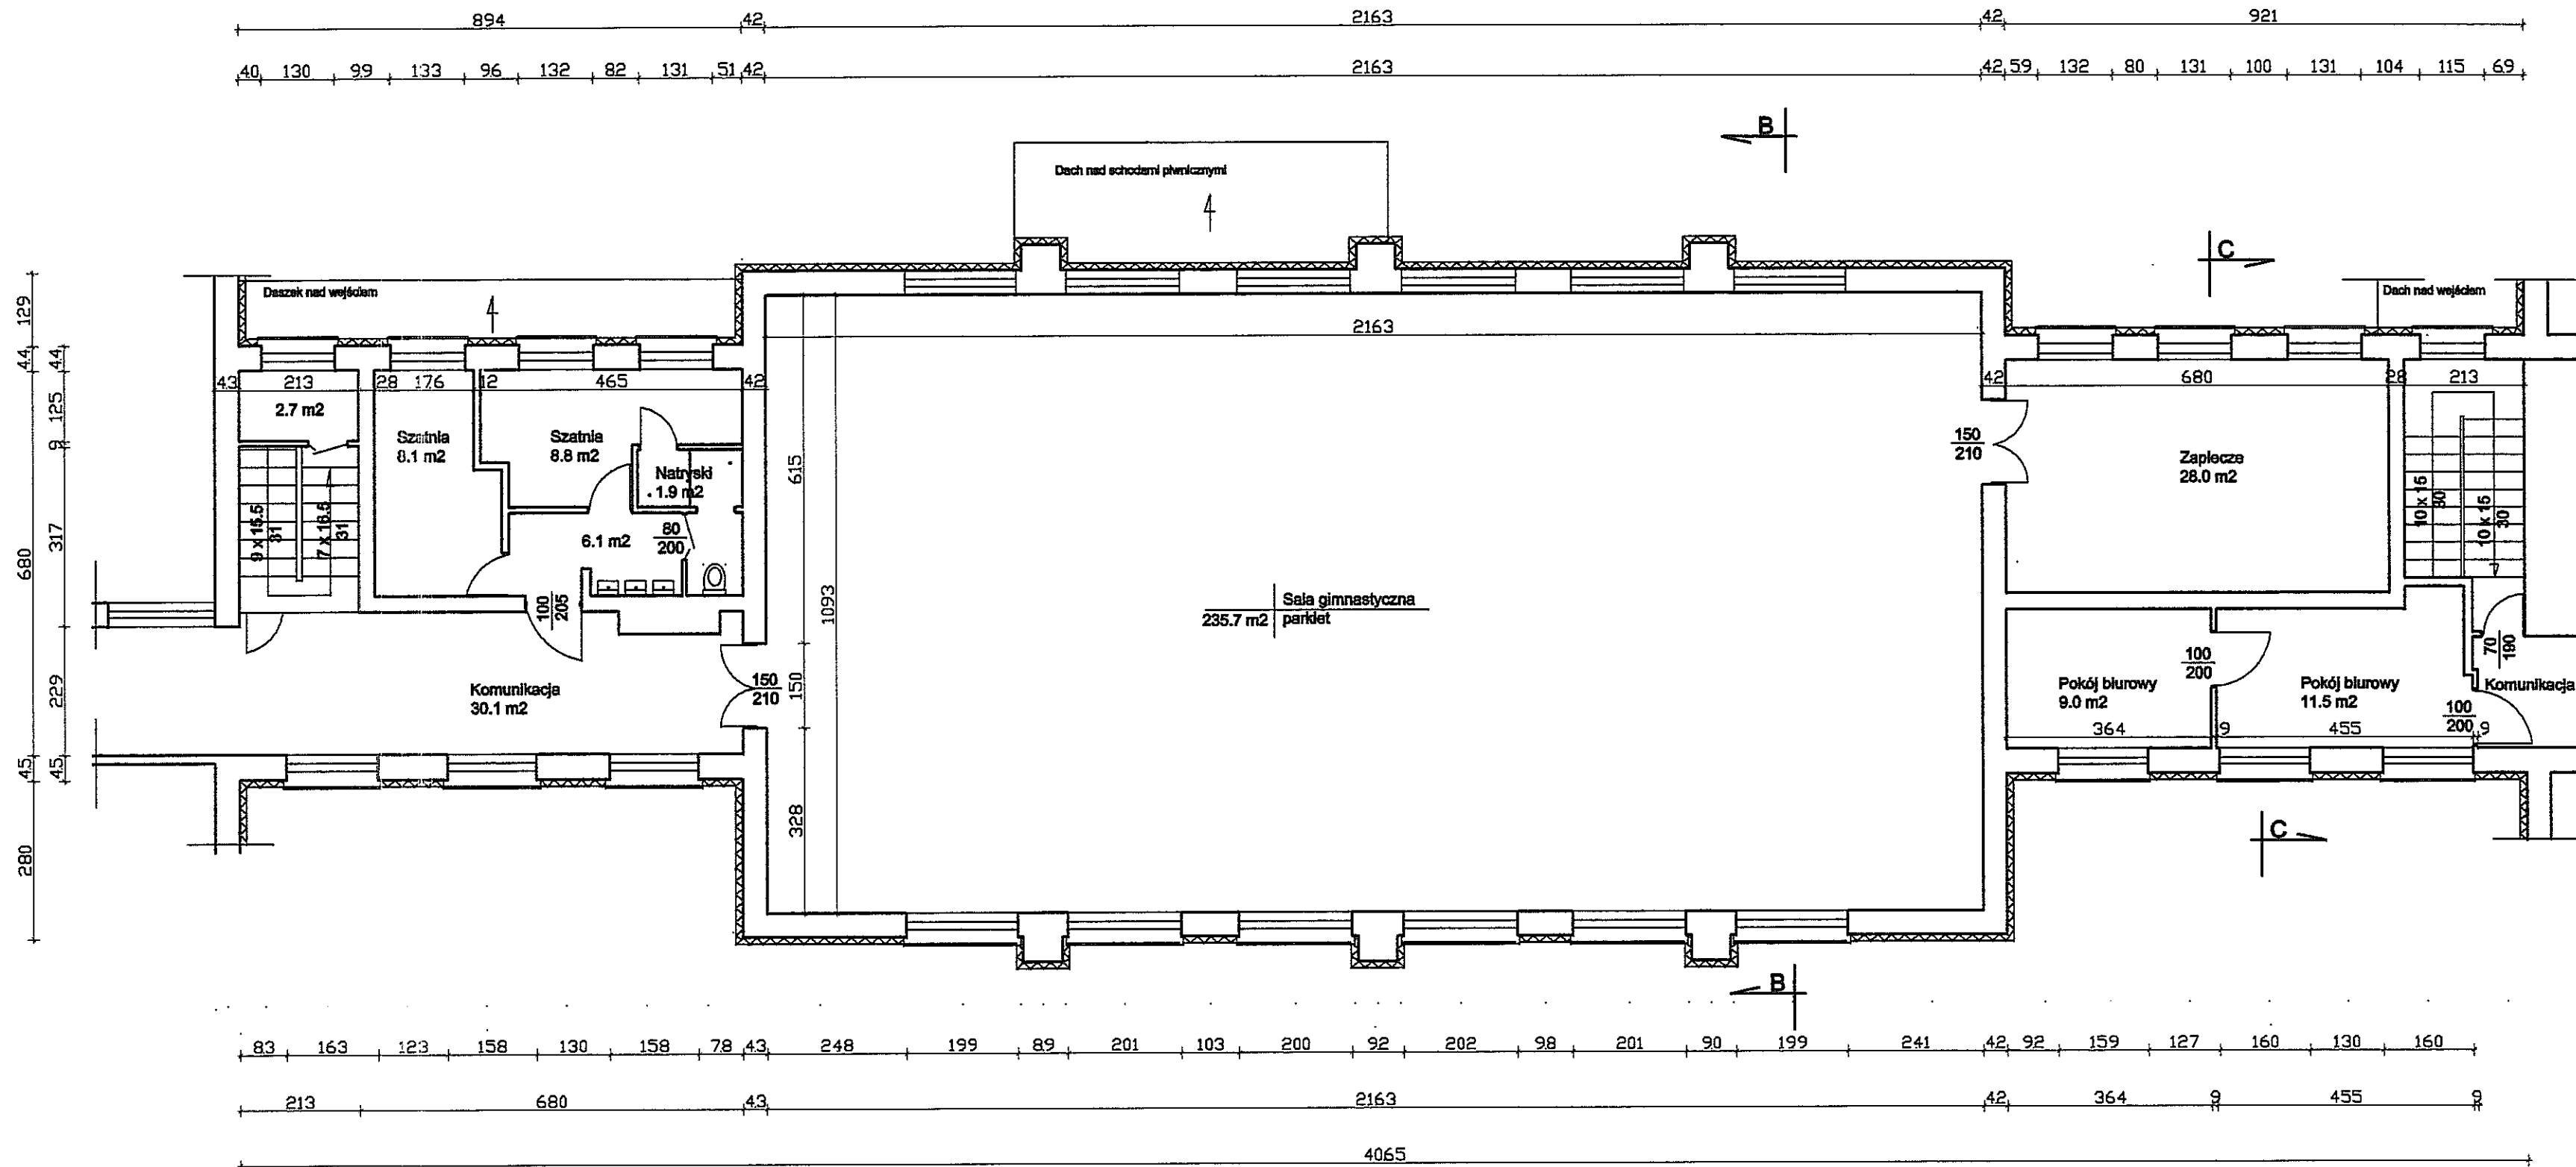 894 42 2163 42 921
40 130 99 133 96 132 82 131 51 42 2163 42 59 132 80 131 100 131 104 115 69
B
Dach nad schodami piwnicznymi
C
Daszek nad wejściem
Dach nad wejściem
129
2163
44 44
43 213 28 176 12 465 42
42 680 28 213
125
2.7 m2
Szatnia
8.1 m2
Szatnia
8.8 m2
150
210
9
Natryski
1.9 m2
615
Zaplecze
28.0 m2
9 x 15.5
31
7 x 16.5
31
10 x 15
30
10 x 15
30
317
680
6.1 m2
80
200
100
205
1093
235.7 m2
Sala gimnastyczna
parkiet
70
190
229
Komunikacja
30.1 m2
150
210
150
100
200
Pokój biurowy
9.0 m2
Pokój biurowy
11.5 m2
Komunikacja
100
200
364 9 455 9
45 45
328
280
C
B
83 163 123 158 130 158 78 43 248 199 89 201 103 200 92 202 98 201 90 199 241 42 92 159 127 160 130 160
213 680 43 2163 42 364 9 455 9
4065